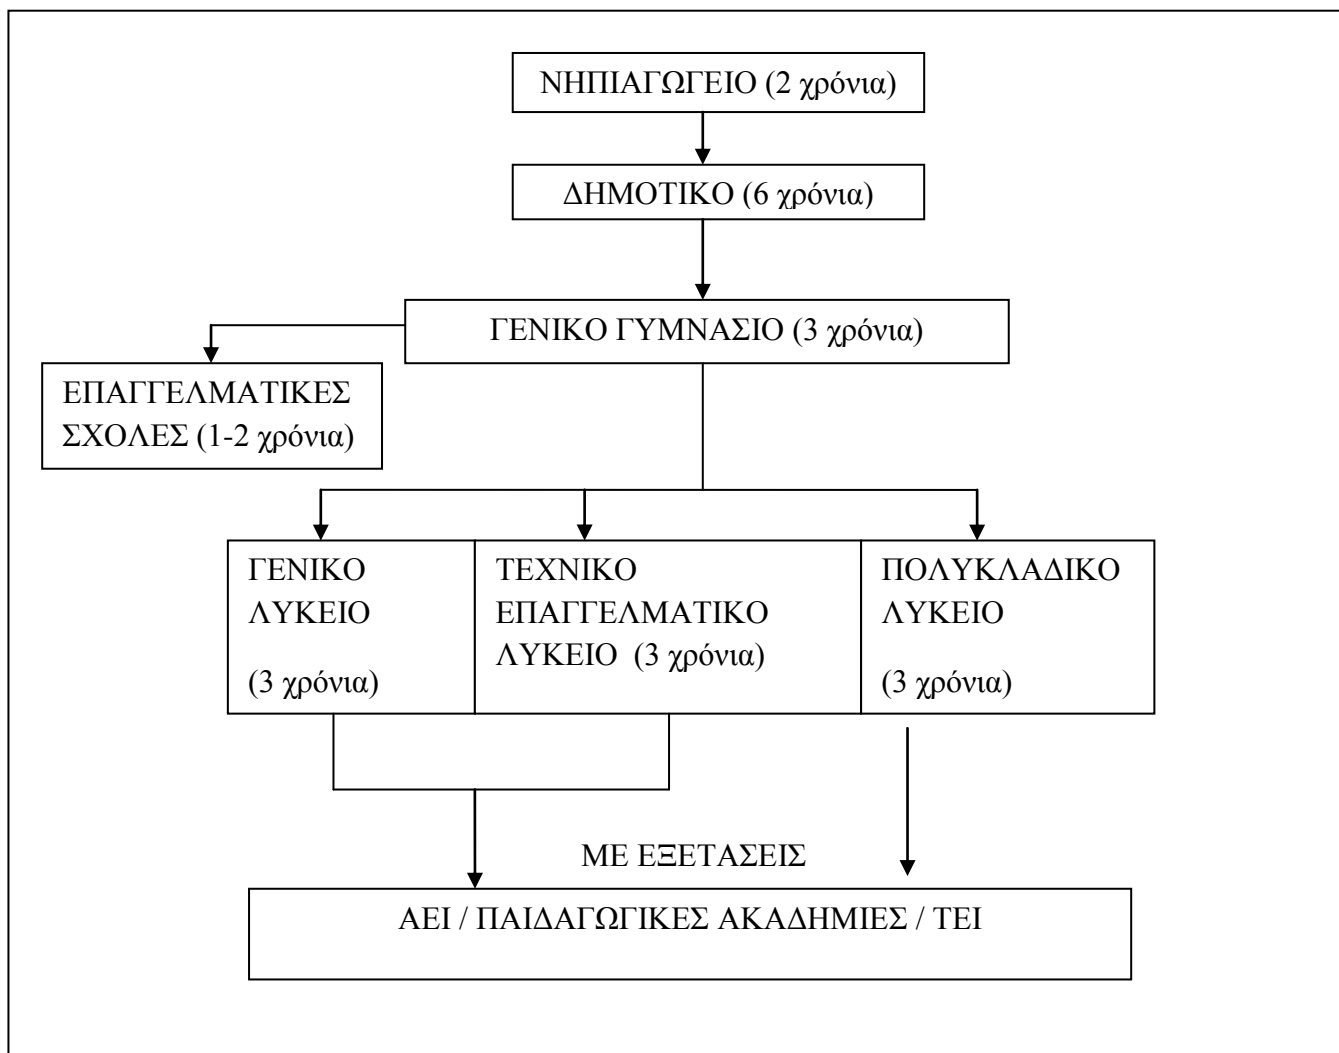 ΝΗΠΙΑΓΩΓΕΙΟ (2 χρόνια)
ΔΗΜΟΤΙΚΟ (6 χρόνια)
ΓΕΝΙΚΟ ΓΥΜΝΑΣΙΟ (3 χρόνια)
ΕΠΑΓΓΕΛΜΑΤΙΚΕΣ
ΣΧΟΛΕΣ (1-2 χρόνια)
ΓΕΝΙΚΟ
ΛΥΚΕΙΟ
(3 χρόνια)
ΤΕΧΝΙΚΟ
ΕΠΑΓΓΕΛΜΑΤΙΚΟ
ΛΥΚΕΙΟ (3 χρόνια)
ΠΟΛΥΚΛΑΔΙΚΟ
ΛΥΚΕΙΟ
(3 χρόνια)
ΜΕ ΕΞΕΤΑΣΕΙΣ
ΑΕΙ / ΠΑΙΔΑΓΩΓΙΚΕΣ ΑΚΑΔΗΜΙΕΣ / ΤΕΙ